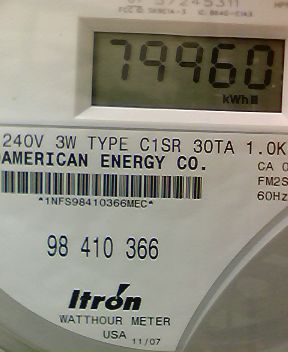 79960
kWh
240V 3W TYPE C1SR 30TA 1.0K
AMERICAN ENERGY CO.
CA 0
FM2S
60Hz
*1NFS98410366MEC*
98 410 366
Itron
WATTHOUR METER
USA 11/07